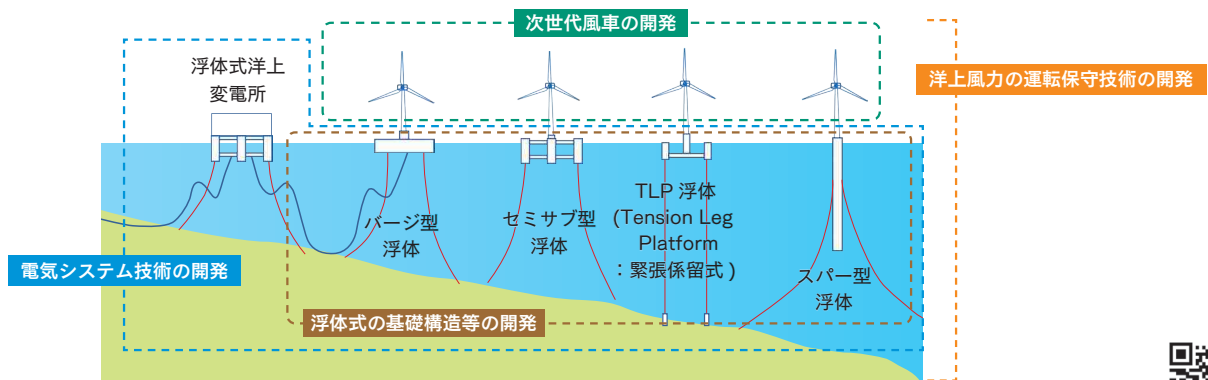 次世代風車の開発
浮体式洋上
変電所
洋上風力の運転保守技術の開発
バージ型
浮体
セミサブ型
浮体
TLP 浮体
(Tension Leg
Platform
：緊張係留式 )
スパー型
浮体
電気システム技術の開発
浮体式の基礎構造等の開発